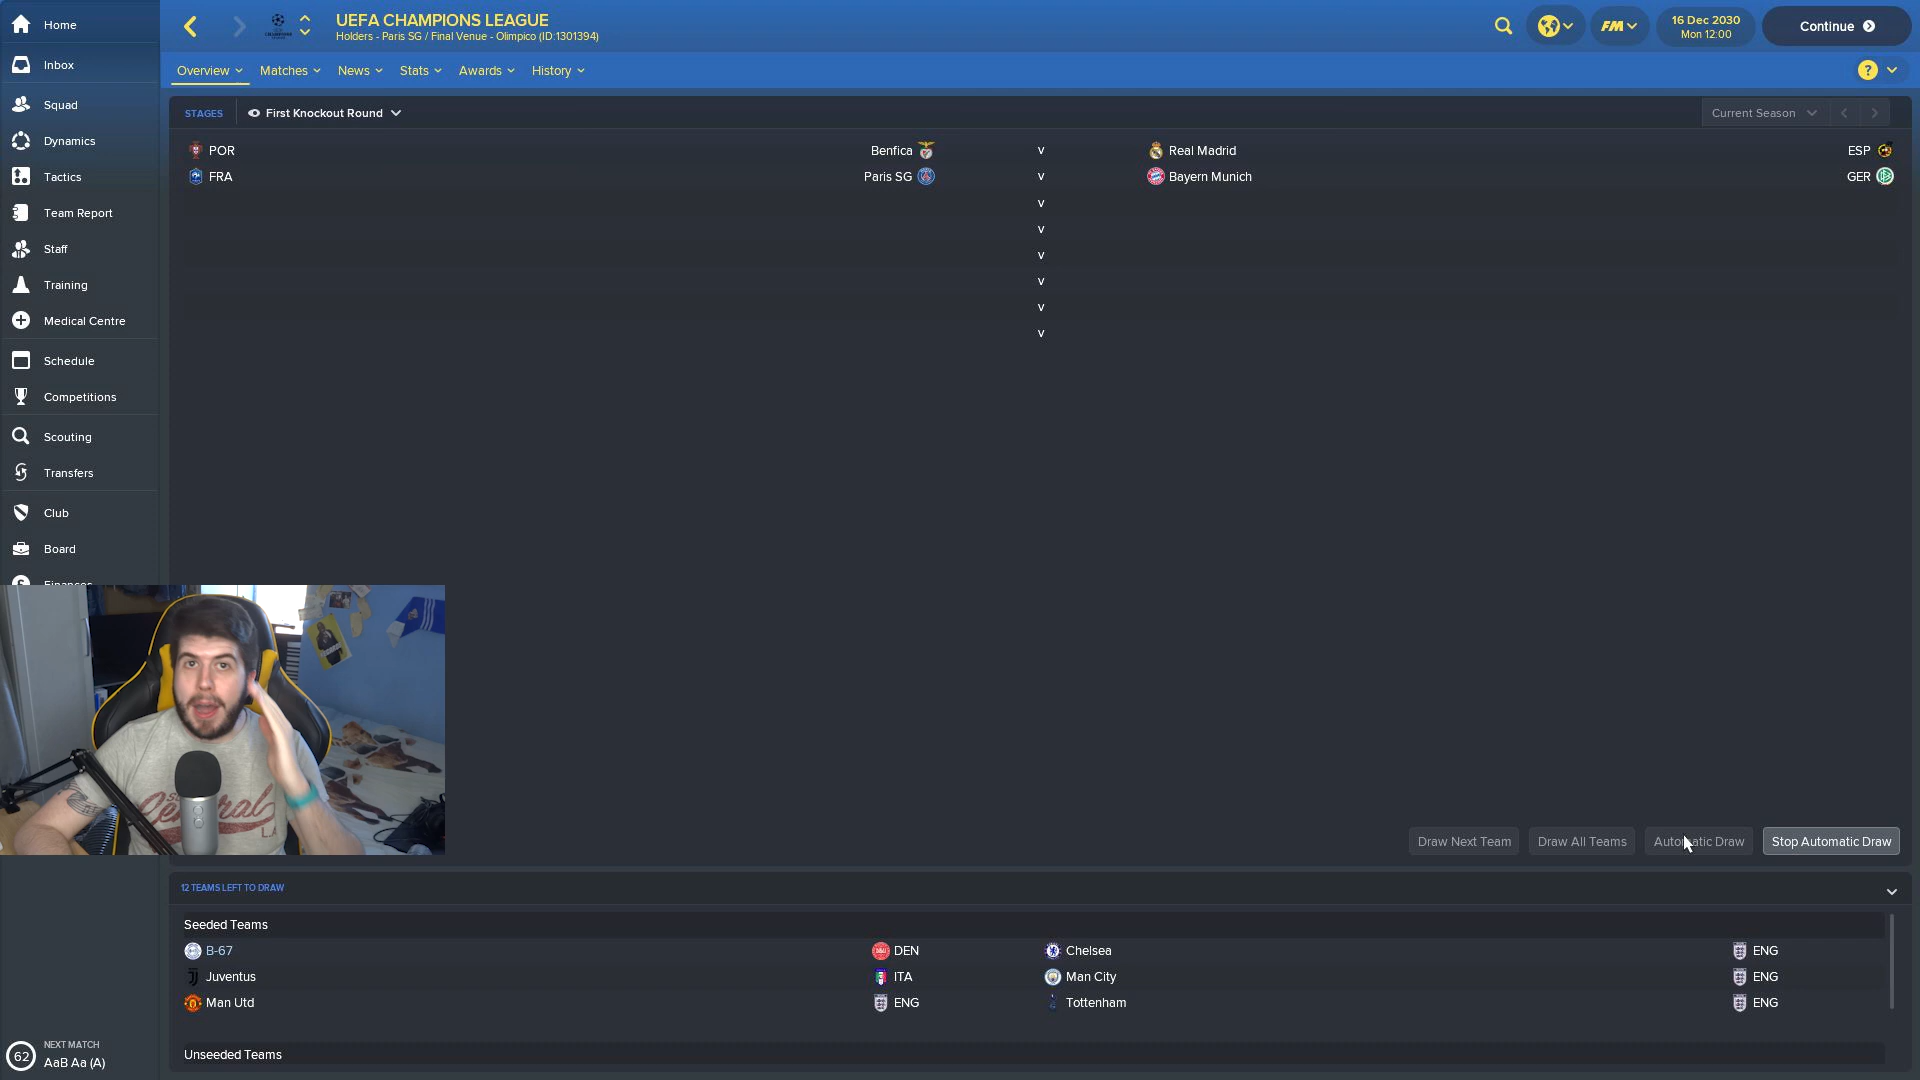 Home
Inbox
Squad
Dynamics
Tactics
Team Report
Staff
Training
Medical Centre
Schedule
Competitions
Scouting
Transfers
Club
Board
Finances
NEXT MATCH
62 AaB Aa (A)
UEFA CHAMPIONS LEAGUE
Holders - Paris SG / Final Venue - Olimpico (ID:1301394)
FM
16 Dec 2030
Mon 12:00
Continue
Overview Matches News Stats Awards History
?
STAGES First Knockout Round Current Season
POR Benfica v Real Madrid ESP
FRA Paris SG v Bayern Munich GER
v
v
v
v
v
v
Draw Next Team Draw All Teams Automatic Draw Stop Automatic Draw
12 TEAMS LEFT TO DRAW
Seeded Teams
B-67 DEN Chelsea ENG
Juventus ITA Man City ENG
Man Utd ENG Tottenham ENG
Unseeded Teams